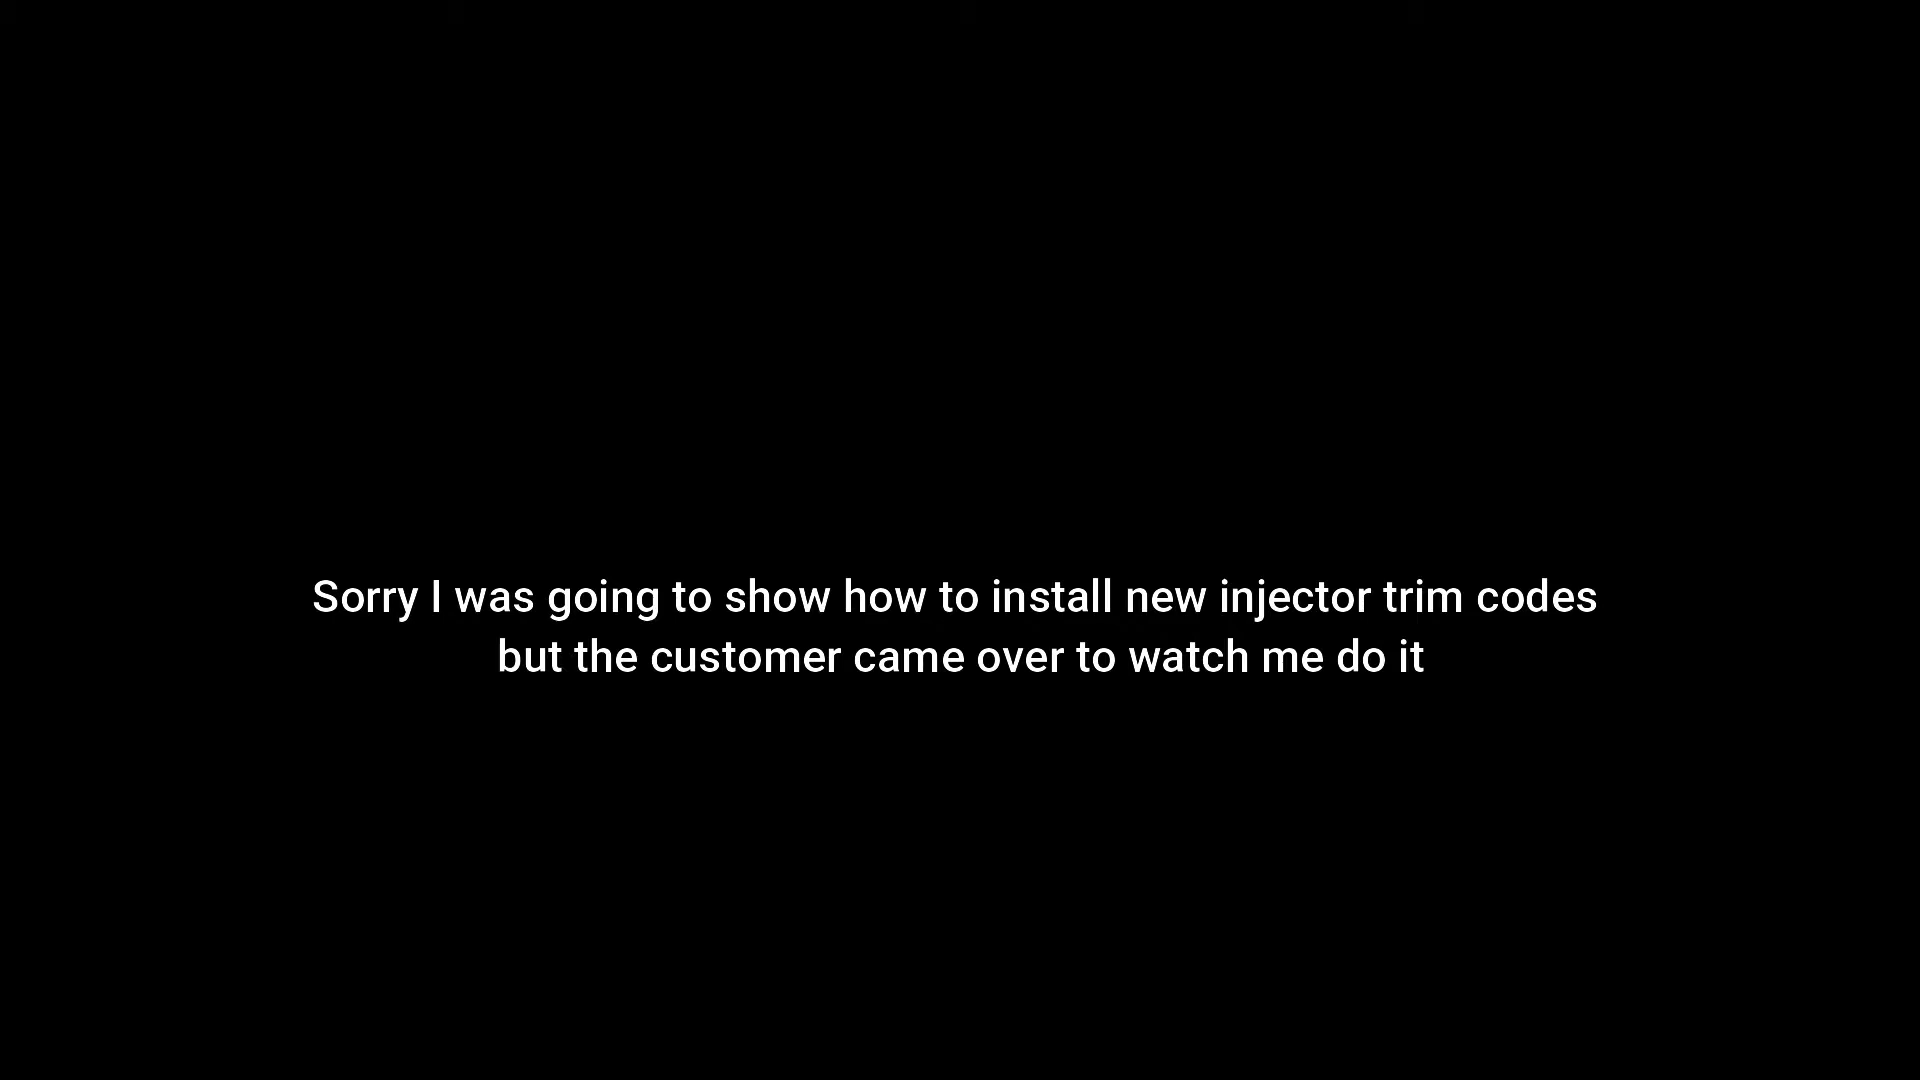 Sorry I was going to show how to install new injector trim codes
but the customer came over to watch me do it